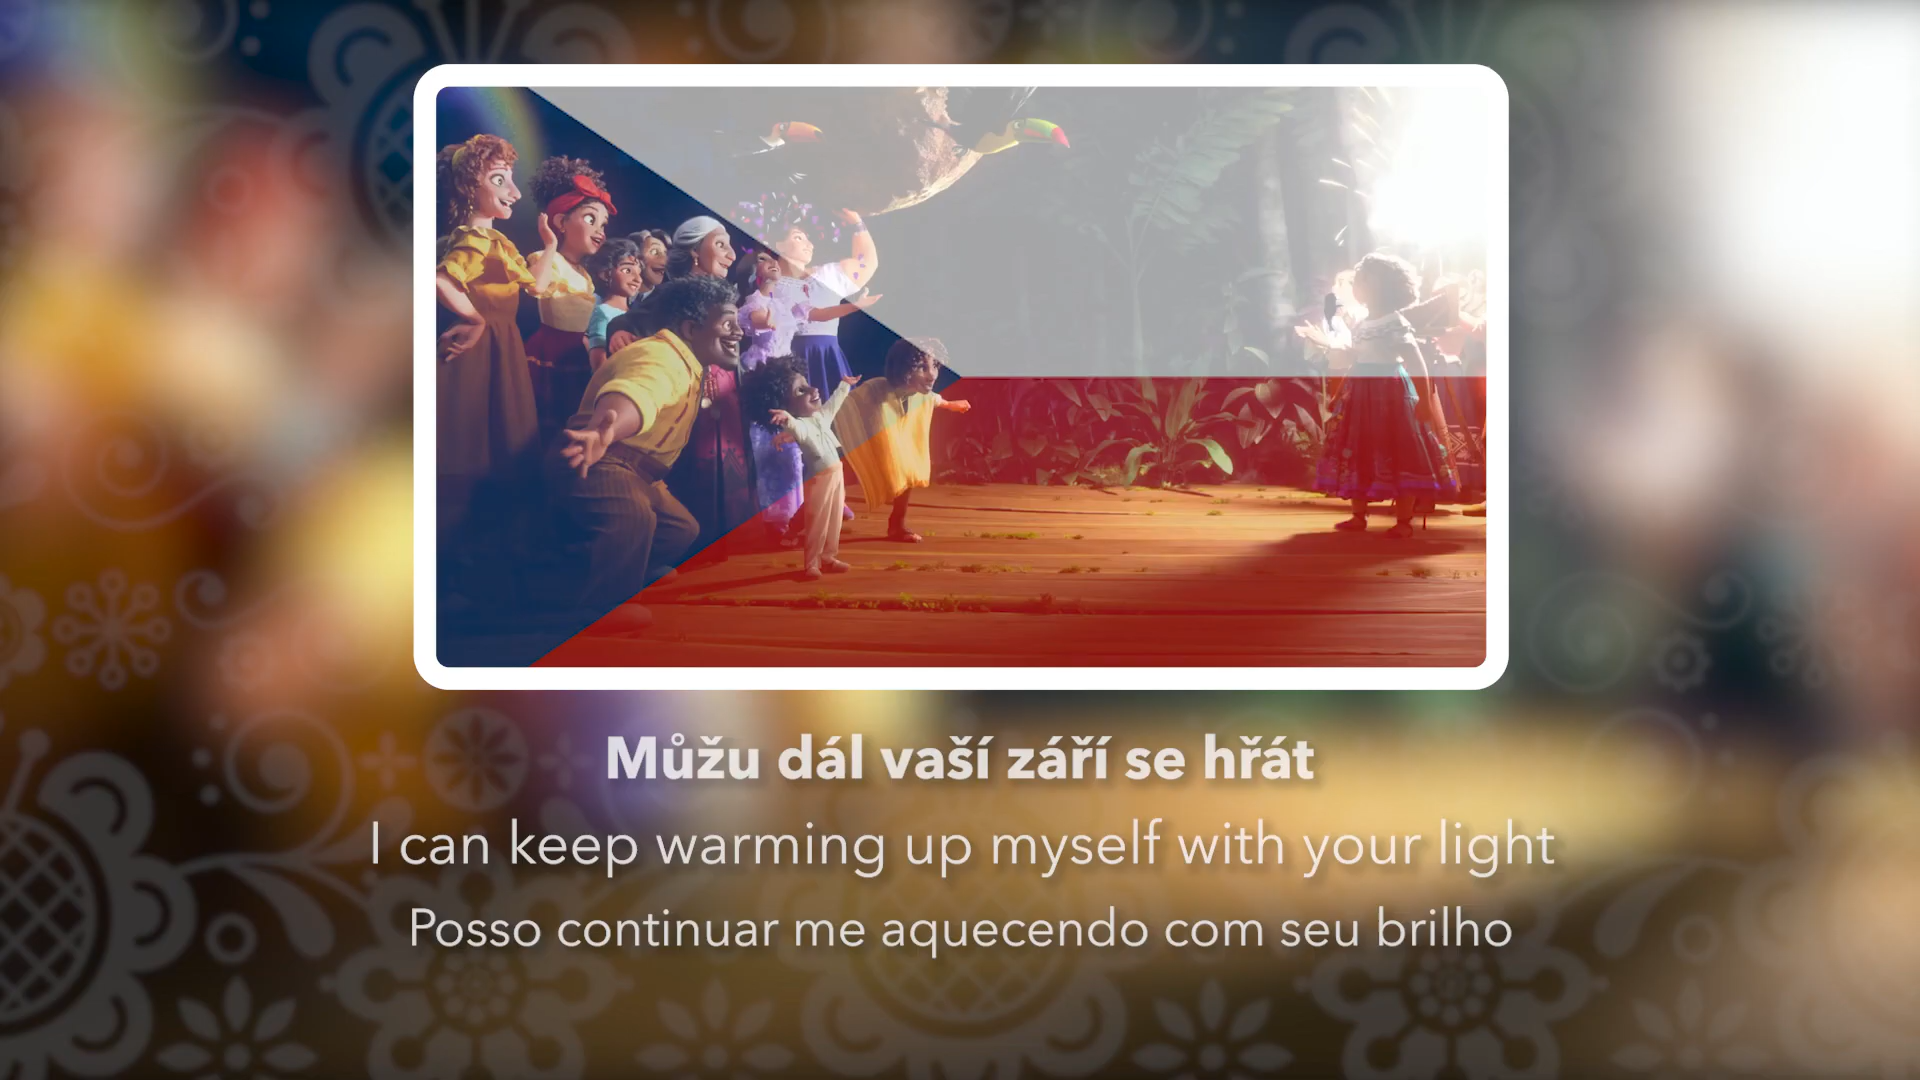 Můžu dál vaší září se hřát
I can keep warming up myself with your light
Posso continuar me aquecendo com seu brilho